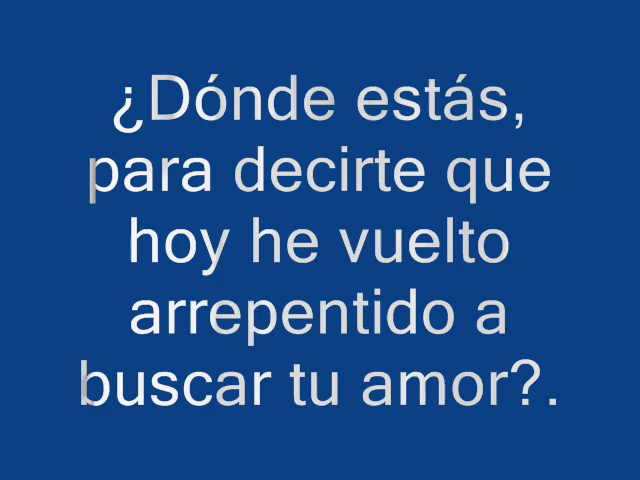 ¿Dónde estás,
para decirte que
hoy he vuelto
arrepentido a
buscar tu amor?.